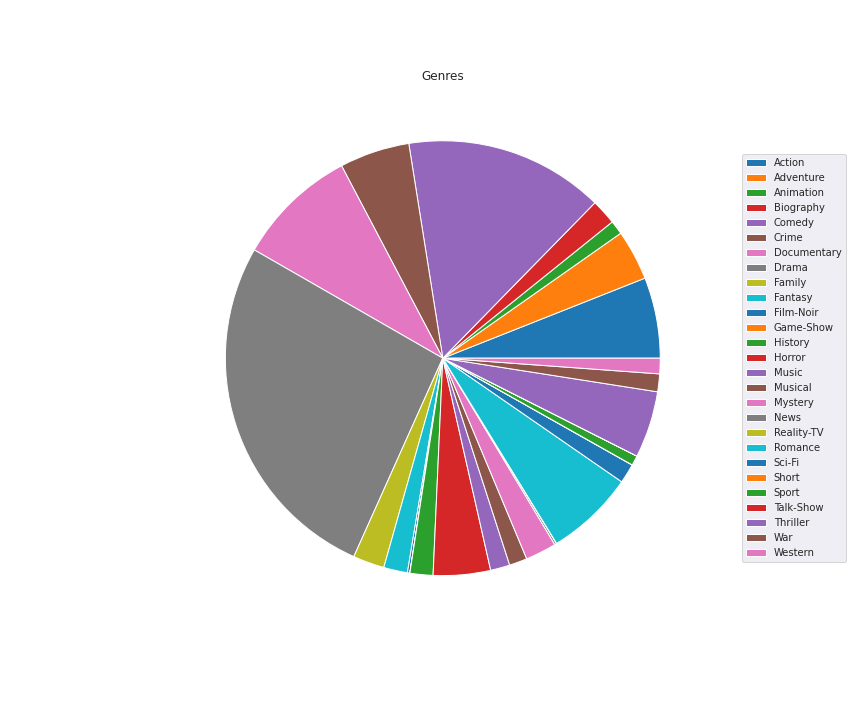 Genres
Action
Adventure
Animation
Biography
Comedy
Crime
Documentary
Drama
Family
Fantasy
Film-Noir
Game-Show
History
Horror
Music
Musical
Mystery
News
Reality-TV
Romance
Sci-Fi
Short
Sport
Talk-Show
Thriller
War
Western